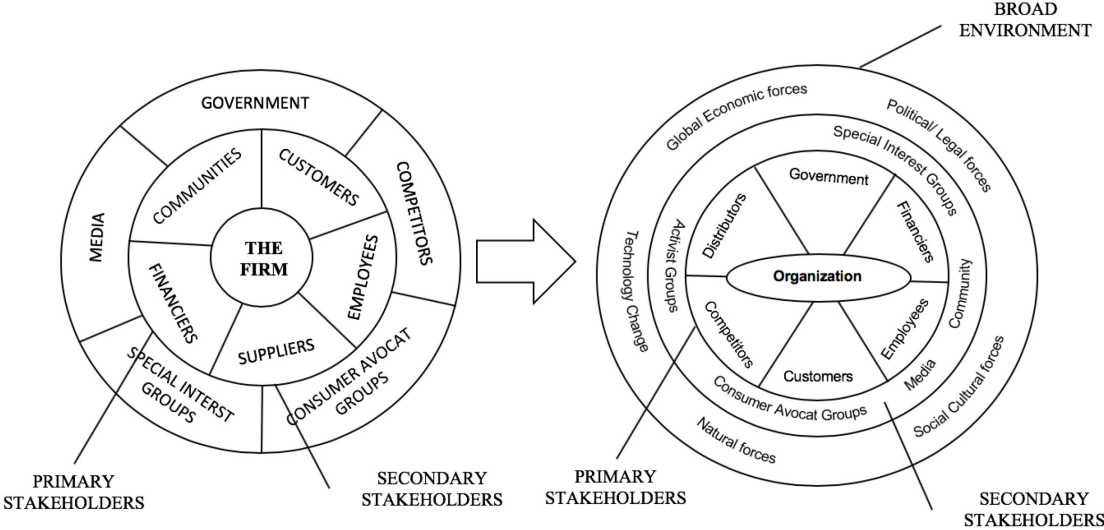 GOVERNMENT
COMMUNITIES
CUSTOMERS
MEDIA
COMPETITORS
THE
FIRM
EMPLOYEES
FINANCIERS
SUPPLIERS
SPECIAL INTERST
GROUPS
CONSUMER AVOCAT
GROUPS
PRIMARY
STAKEHOLDERS
SECONDARY
STAKEHOLDERS
BROAD
ENVIRONMENT
Global Economic forces
Political/ Legal forces
Special Interest Groups
Government
Distributors
Financiers
Activist Groups
Technology Change
Organization
Community
Competitors
Employees
Customers
Media
Consumer Avocat Groups
Social Cultural forces
Natural forces
PRIMARY
STAKEHOLDERS
SECONDARY
STAKEHOLDERS